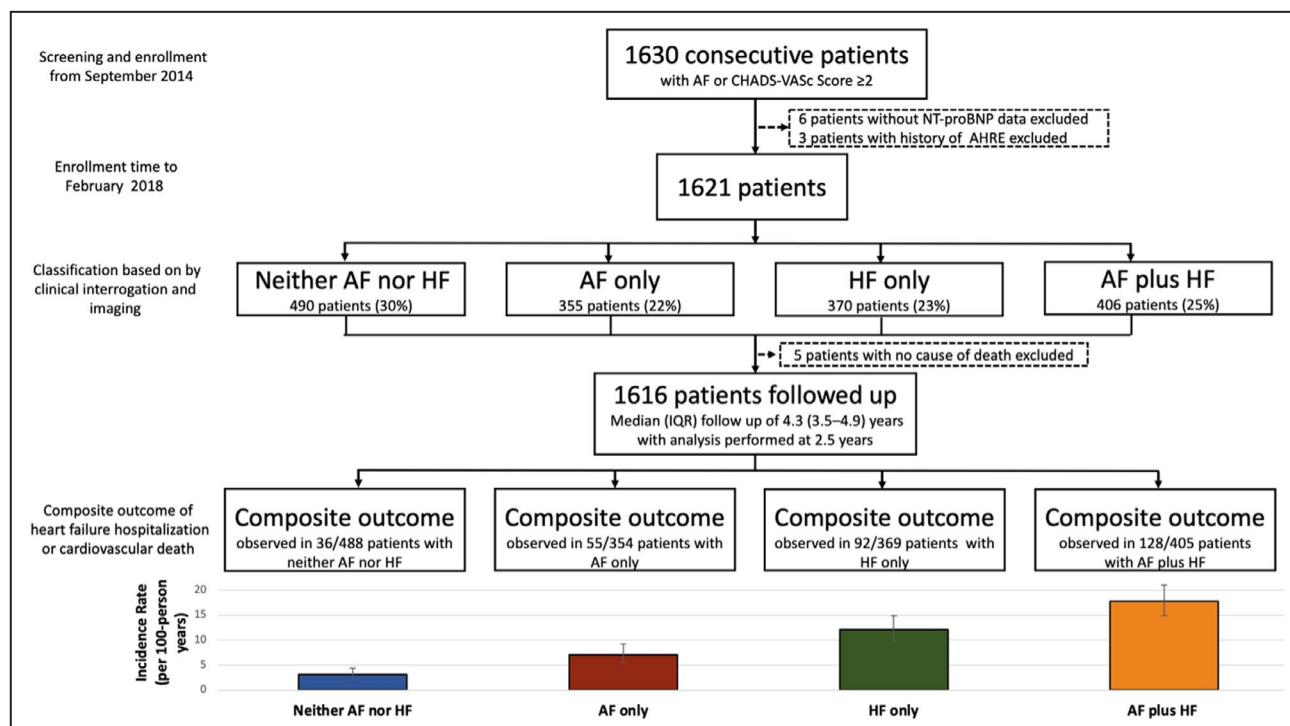 Screening and enrollment
from September 2014
1630 consecutive patients
with AF or CHADS-VASc Score ≥2
6 patients without NT-proBNP data excluded
3 patients with history of AHRE excluded
Enrollment time to
February 2018
1621 patients
Classification based on by
clinical interrogation and
imaging
Neither AF nor HF
490 patients (30%)
AF only
355 patients (22%)
HF only
370 patients (23%)
AF plus HF
406 patients (25%)
5 patients with no cause of death excluded
1616 patients followed up
Median (IQR) follow up of 4.3 (3.5–4.9) years
with analysis performed at 2.5 years
Composite outcome of
heart failure hospitalization
or cardiovascular death
Composite outcome
observed in 36/488 patients with
neither AF nor HF
Composite outcome
observed in 55/354 patients with
AF only
Composite outcome
observed in 92/369 patients with
HF only
Composite outcome
observed in 128/405 patients
with AF plus HF
Incidence Rate
(per 100-person
years)
20
15
10
5
0
Neither AF nor HF
AF only
HF only
AF plus HF